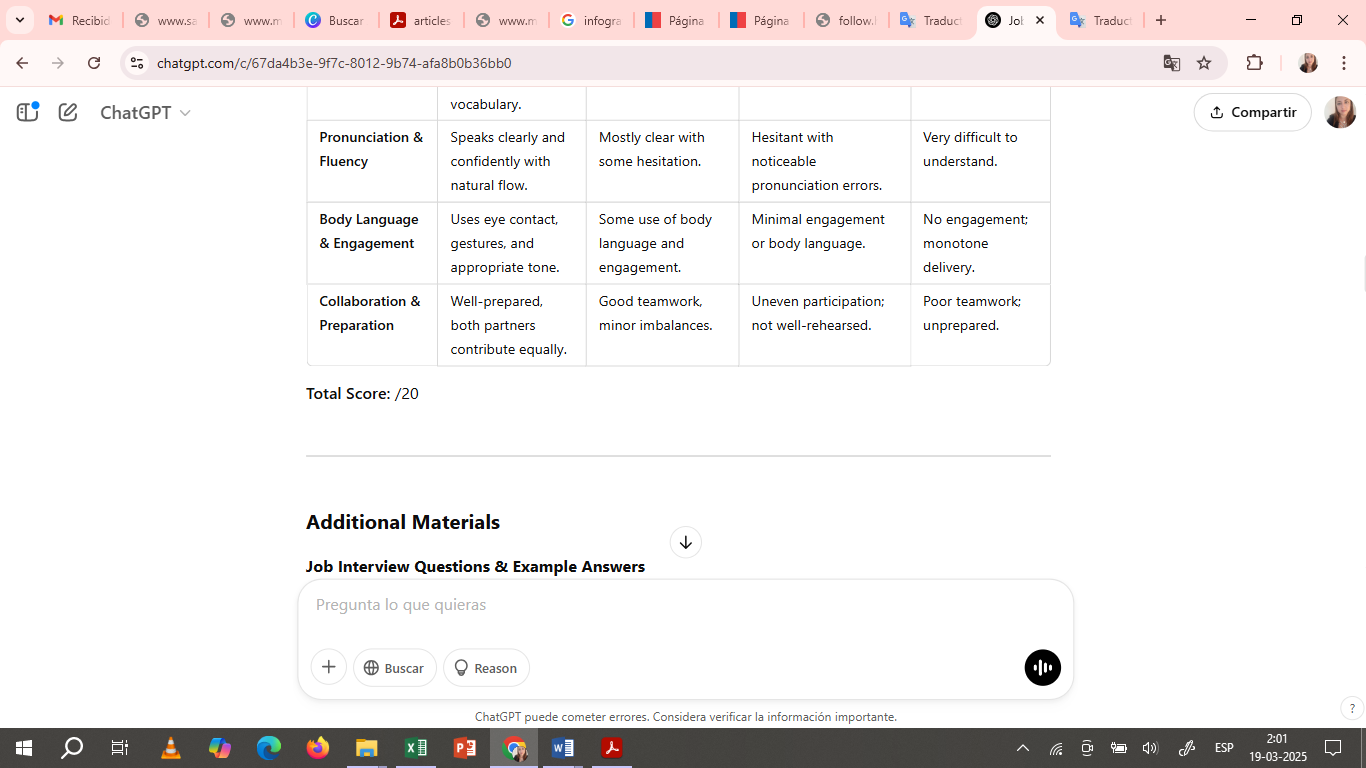 Recibid
www.sa
www.m
Buscar
articles
www.m
infogra
Página
Página
follow.
Traduct
Job
Traduct
chatgpt.com/c/67da4b3e-9f7c-8012-9b74-afa8b0b36bb0
ChatGPT
Compartir
vocabulary.
Pronunciation &
Fluency
Speaks clearly and
confidently with
natural flow.
Mostly clear with
some hesitation.
Hesitant with
noticeable
pronunciation errors.
Very difficult to
understand.
Body Language
& Engagement
Uses eye contact,
gestures, and
appropriate tone.
Some use of body
language and
engagement.
Minimal engagement
or body language.
No engagement;
monotone
delivery.
Collaboration &
Preparation
Well-prepared,
both partners
contribute equally.
Good teamwork,
minor imbalances.
Uneven participation;
not well-rehearsed.
Poor teamwork;
unprepared.
Total Score: /20
Additional Materials
Job Interview Questions & Example Answers
Pregunta lo que quieras
Buscar
Reason
ChatGPT puede cometer errores. Considera verificar la información importante.
?
ESP
2:01
19-03-2025